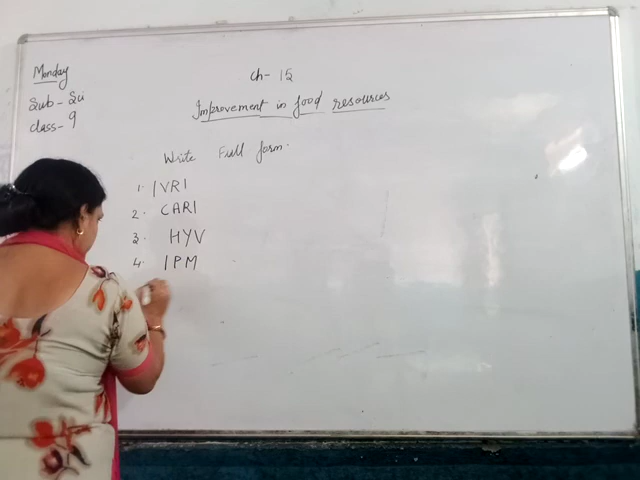 Monday
Sub - Sci
class - 9
Ch - 15
Improvement in food resources
Write Full form.
1. IVRI
2. CARI
3. HYV
4. IPM